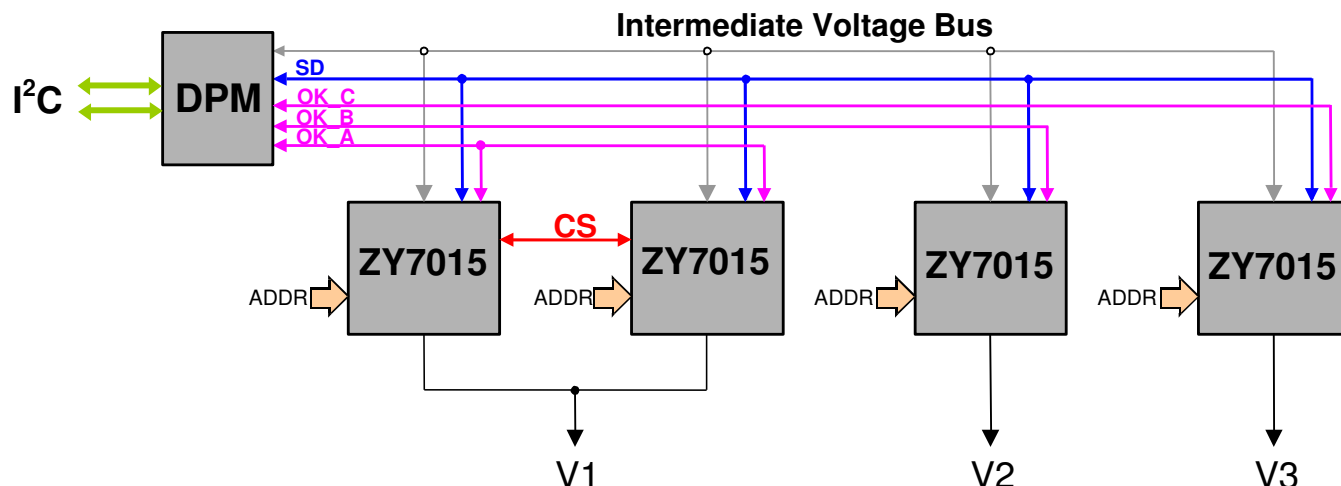 Intermediate Voltage Bus
I²C
DPM
SD
OK_C
OK_B
OK_A
CS
ZY7015
ZY7015
ZY7015
ZY7015
ADDR
ADDR
ADDR
ADDR
V1
V2
V3